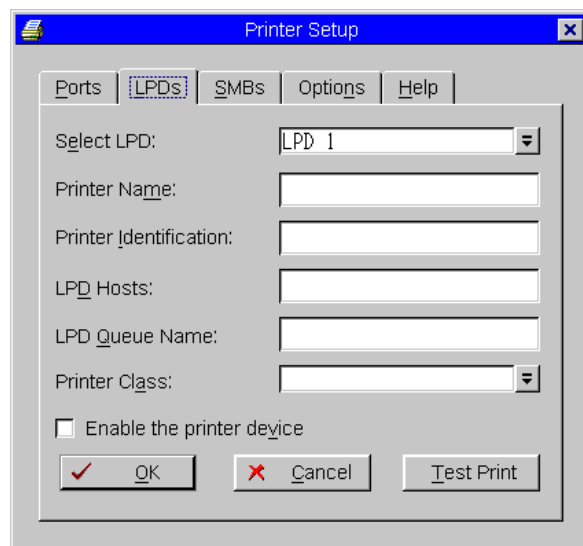 Printer Setup
Ports LPDs SMBs Options Help
Select LPD: LPD 1
Printer Name:
Printer Identification:
LPD Hosts:
LPD Queue Name:
Printer Class:
Enable the printer device
OK Cancel Test Print